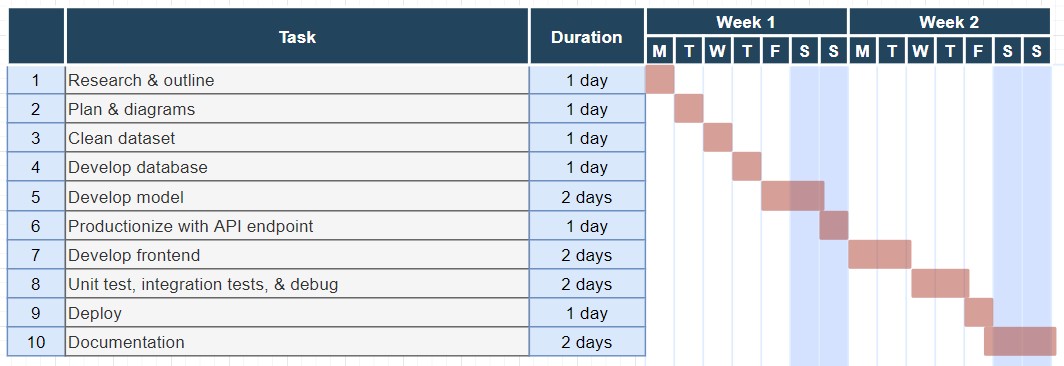 Task Duration Week 1 Week 2
M T W T F S S M T W T F S S
1 Research & outline 1 day
2 Plan & diagrams 1 day
3 Clean dataset 1 day
4 Develop database 1 day
5 Develop model 2 days
6 Productionize with API endpoint 1 day
7 Develop frontend 2 days
8 Unit test, integration tests, & debug 2 days
9 Deploy 1 day
10 Documentation 2 days